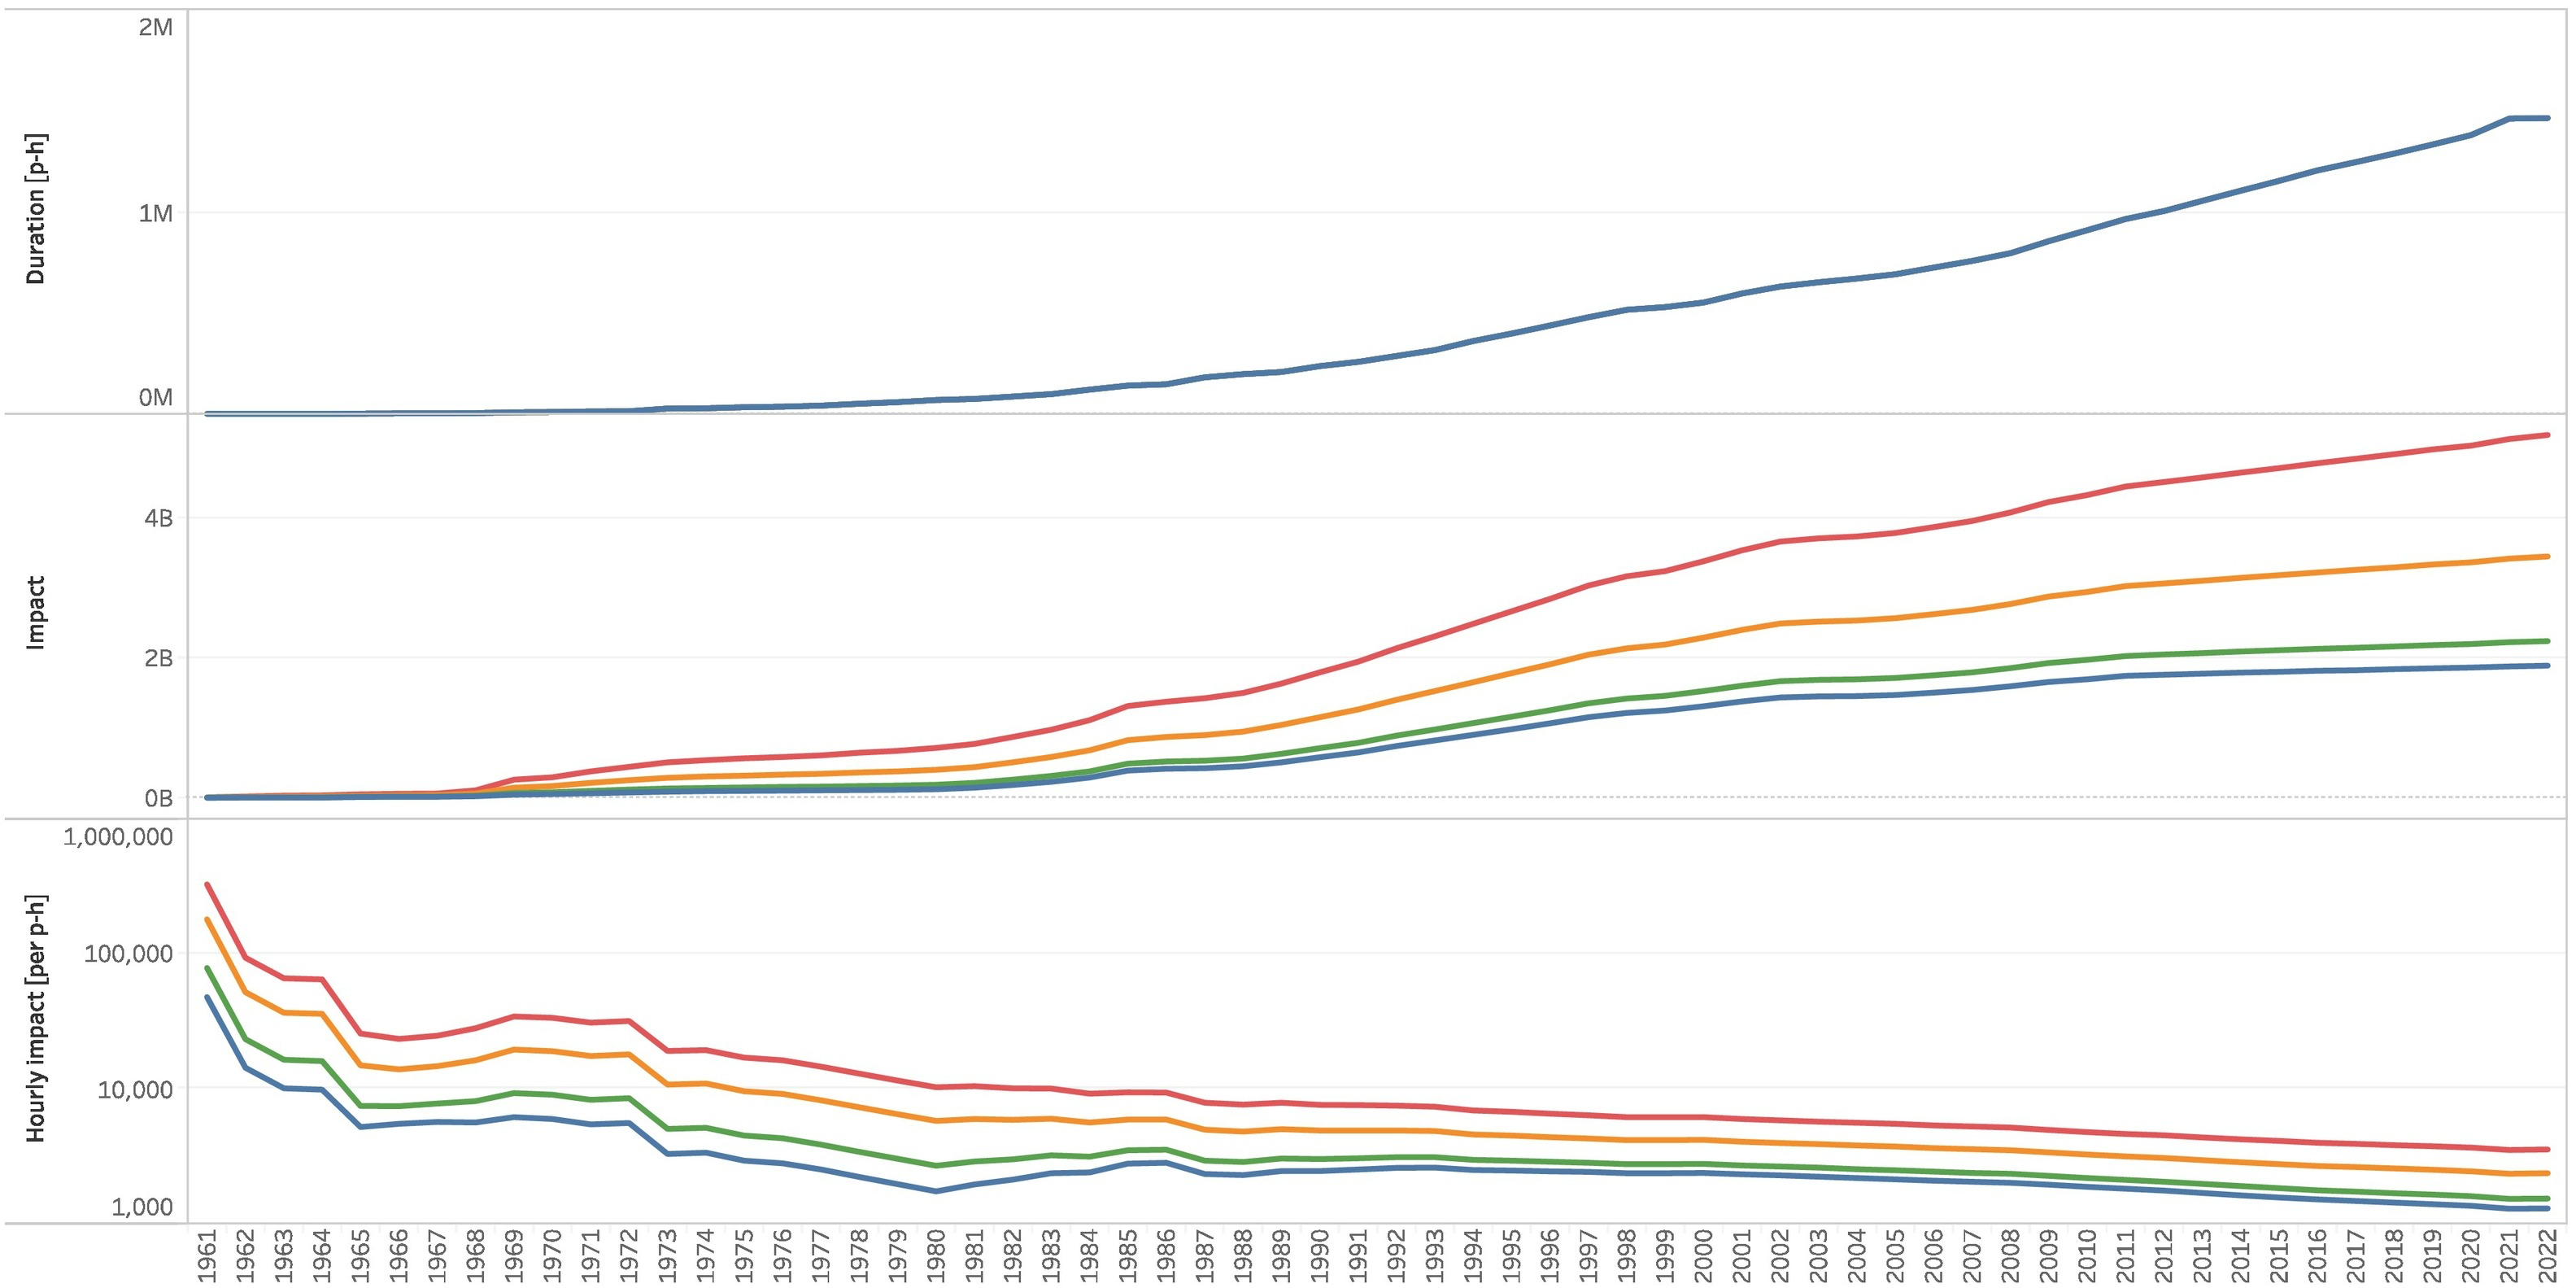 Duration [p-h]
2M
1M
0M
Impact
4B
2B
0B
Hourly impact [per p-h]
1,000,000
100,000
10,000
1,000
1961 1962 1963 1964 1965 1966 1967 1968 1969 1970 1971 1972 1973 1974 1975 1976 1977 1978 1979 1980 1981 1982 1983 1984 1985 1986 1987 1988 1989 1990 1991 1992 1993 1994 1995 1996 1997 1998 1999 2000 2001 2002 2003 2004 2005 2006 2007 2008 2009 2010 2011 2012 2013 2014 2015 2016 2017 2018 2019 2020 2021 2022